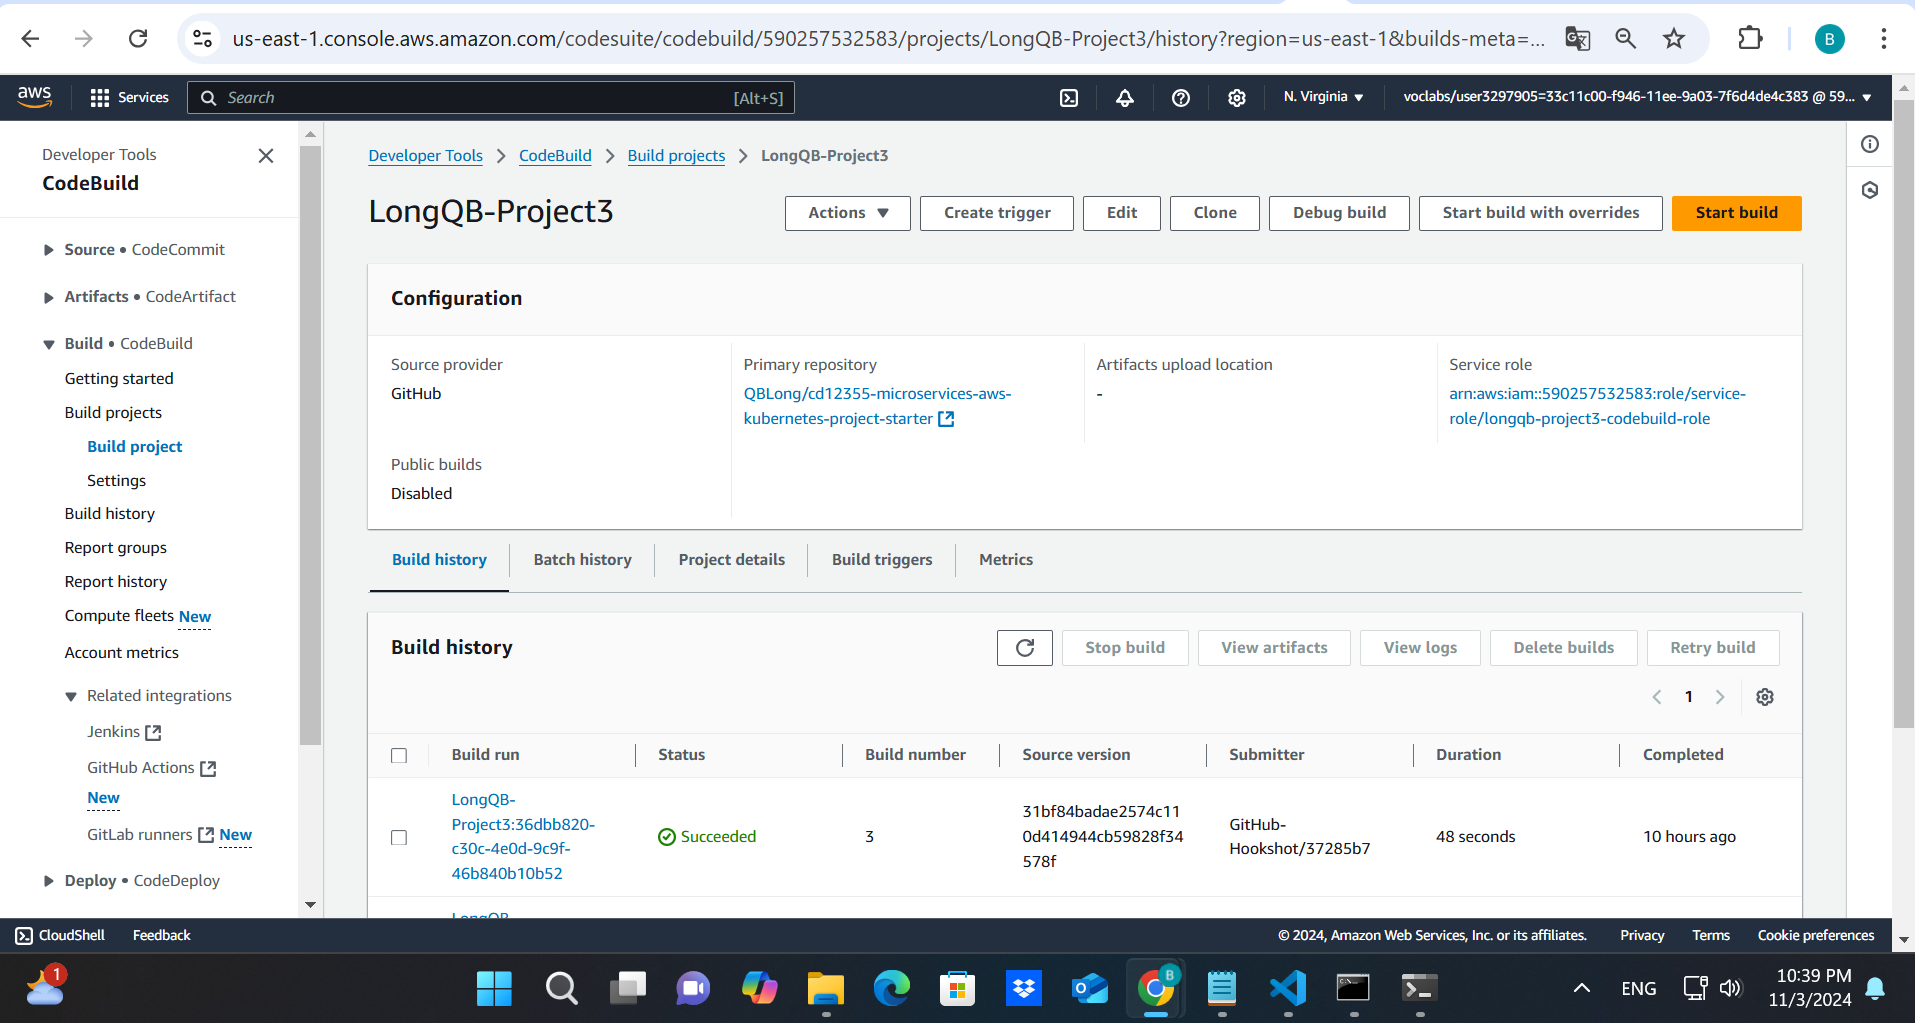 us-east-1.console.aws.amazon.com/codesuite/codebuild/590257532583/projects/LongQB-Project3/history?region=us-east-1&builds-meta=...
B
aws
Services
Search
[Alt+S]
N. Virginia
voclabs/user3297905=33c11c00-f946-11ee-9a03-7f6d4de4c383 @ 59...
Developer Tools
CodeBuild
Source • CodeCommit
Artifacts • CodeArtifact
Build • CodeBuild
Getting started
Build projects
Build project
Settings
Build history
Report groups
Report history
Compute fleets New
Account metrics
Related integrations
Jenkins
GitHub Actions
New
GitLab runners New
Deploy • CodeDeploy
Developer Tools
CodeBuild
Build projects
LongQB-Project3
LongQB-Project3
Actions
Create trigger
Edit
Clone
Debug build
Start build with overrides
Start build
Configuration
Source provider
GitHub
Primary repository
QBLong/cd12355-microservices-aws-
kubernetes-project-starter
Artifacts upload location
-
Service role
arn:aws:iam::590257532583:role/service-
role/longqb-project3-codebuild-role
Public builds
Disabled
Build history
Batch history
Project details
Build triggers
Metrics
Build history
Stop build
View artifacts
View logs
Delete builds
Retry build
1
Build run
Status
Build number
Source version
Submitter
Duration
Completed
LongQB-
Project3:36dbb820-
c30c-4e0d-9c9f-
46b840b10b52
Succeeded
3
31bf84badae2574c11
0d414944cb59828f34
578f
GitHub-
Hookshot/37285b7
48 seconds
10 hours ago
LongQB-
CloudShell
Feedback
© 2024, Amazon Web Services, Inc. or its affiliates.
Privacy
Terms
Cookie preferences
1
B
ENG
10:39 PM
11/3/2024